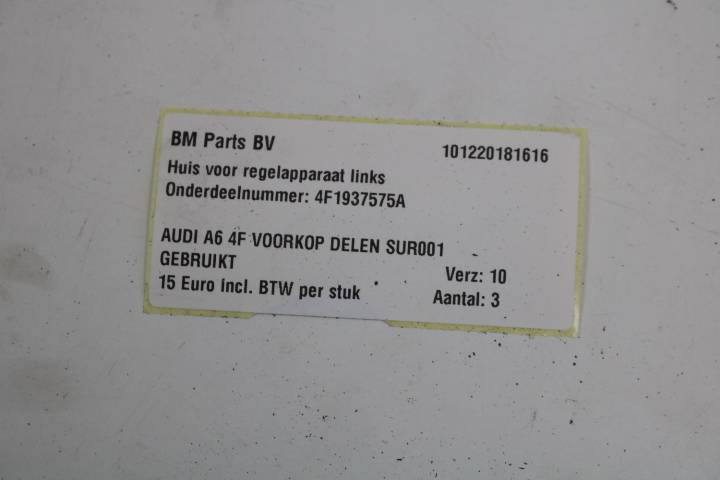 BM Parts BV 101220181616
Huis voor regelapparaat links
Onderdeelnummer: 4F1937575A
AUDI A6 4F VOORKOP DELEN SUR001
GEBRUIKT Verz: 10
15 Euro Incl. BTW per stuk Aantal: 3